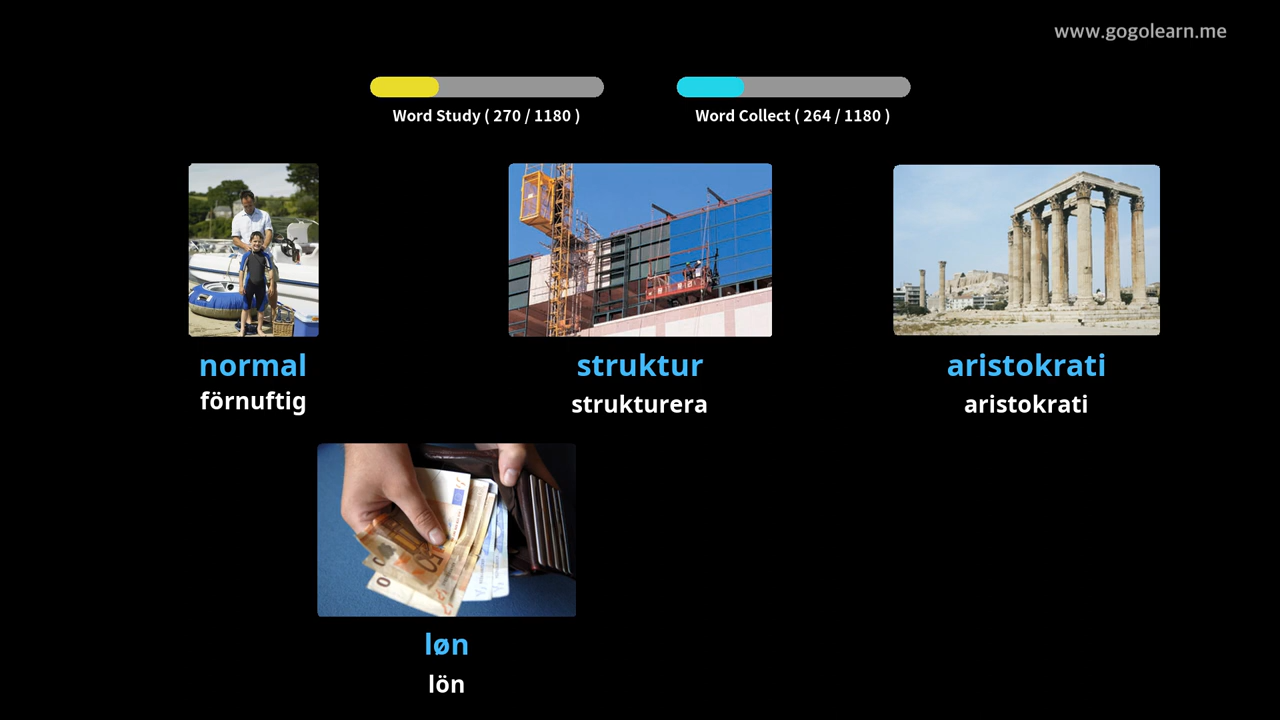 www.gogolearn.me
Word Study ( 270 / 1180 )
Word Collect ( 264 / 1180 )
normal
förnuftig
struktur
strukturera
aristokrati
aristokrati
løn
lön